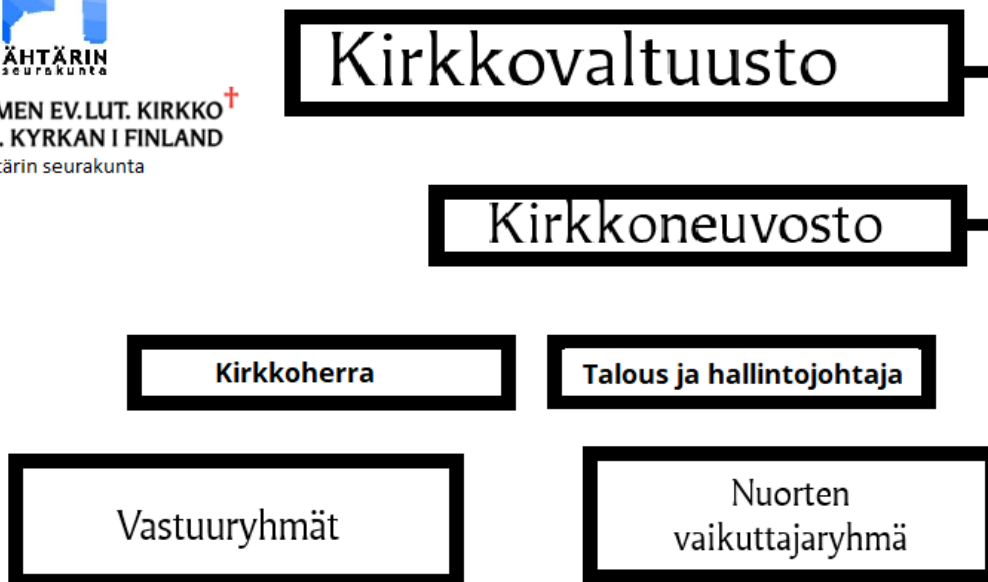 ÄHTÄRIN
seurakunta
MEN EV.LUT. KIRKKO
. KYRKAN I FINLAND
tärin seurakunta
Kirkkovaltuusto
Kirkkoneuvosto
Kirkkoherra
Talous ja hallintojohtaja
Vastuuryhmät
Nuorten
vaikuttajaryhmä